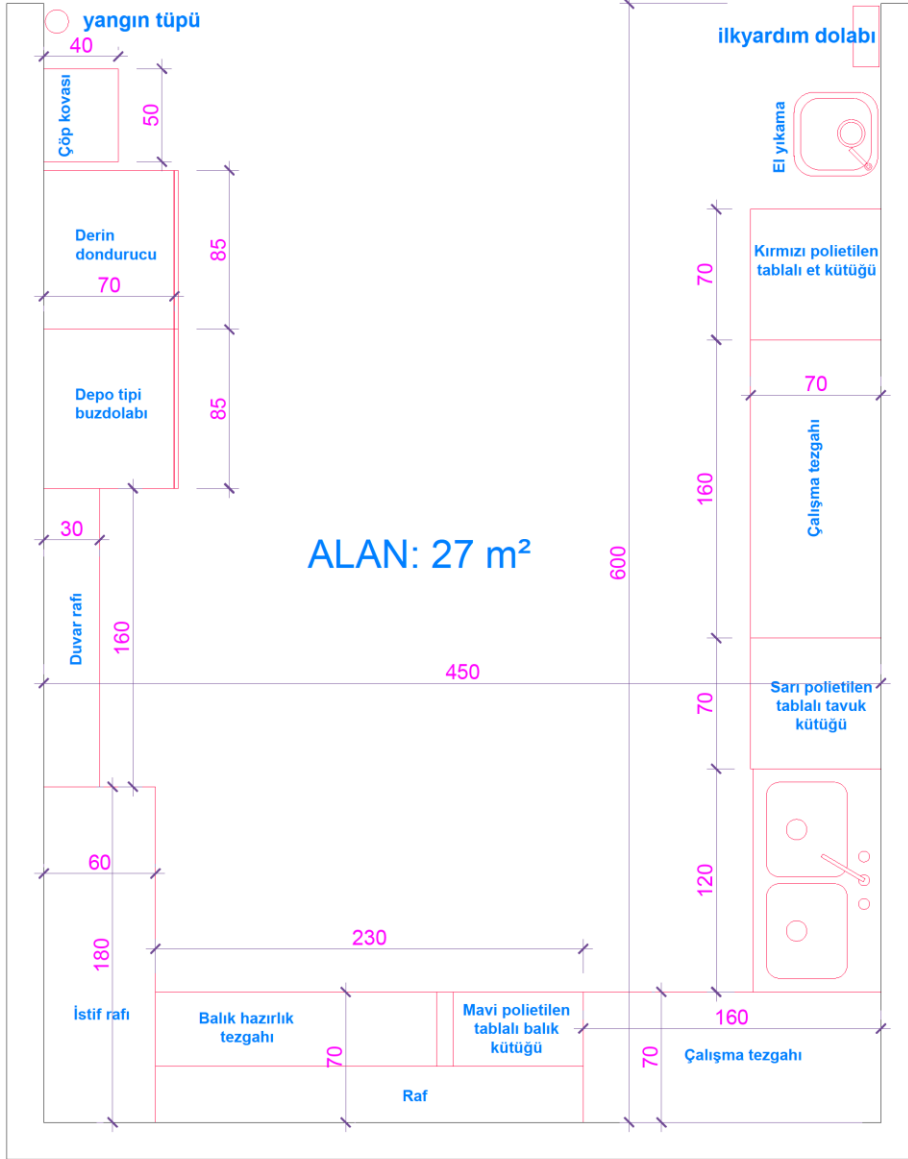 yangın tüpü
ilkyardım dolabı
40
Çöp kovası
50
El yıkama
Derin
dondurucu
85
70
Kırmızı polietilen
tablalı et kütüğü
70
Depo tipi
buzdolabı
85
70
Çalışma tezgahı
160
30
Duvar rafı
160
ALAN: 27 m²
600
450
Sarı polietilen
tablalı tavuk
kütüğü
70
60
180
120
230
İstif rafı
Balık hazırlık
tezgahı
70
Mavi polietilen
tablalı balık
kütüğü
160
70
Çalışma tezgahı
Raf